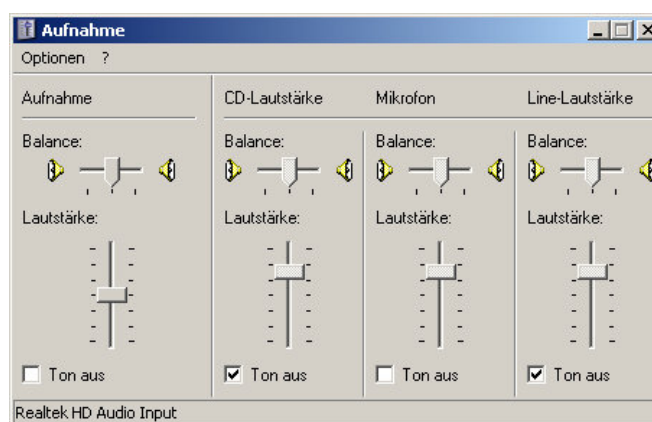 Aufnahme
Optionen ?
Aufnahme CD-Lautstärke Mikrofon Line-Lautstärke
Balance: Balance: Balance: Balance:
Lautstärke: Lautstärke: Lautstärke: Lautstärke:
Ton aus Ton aus Ton aus Ton aus
Realtek HD Audio Input